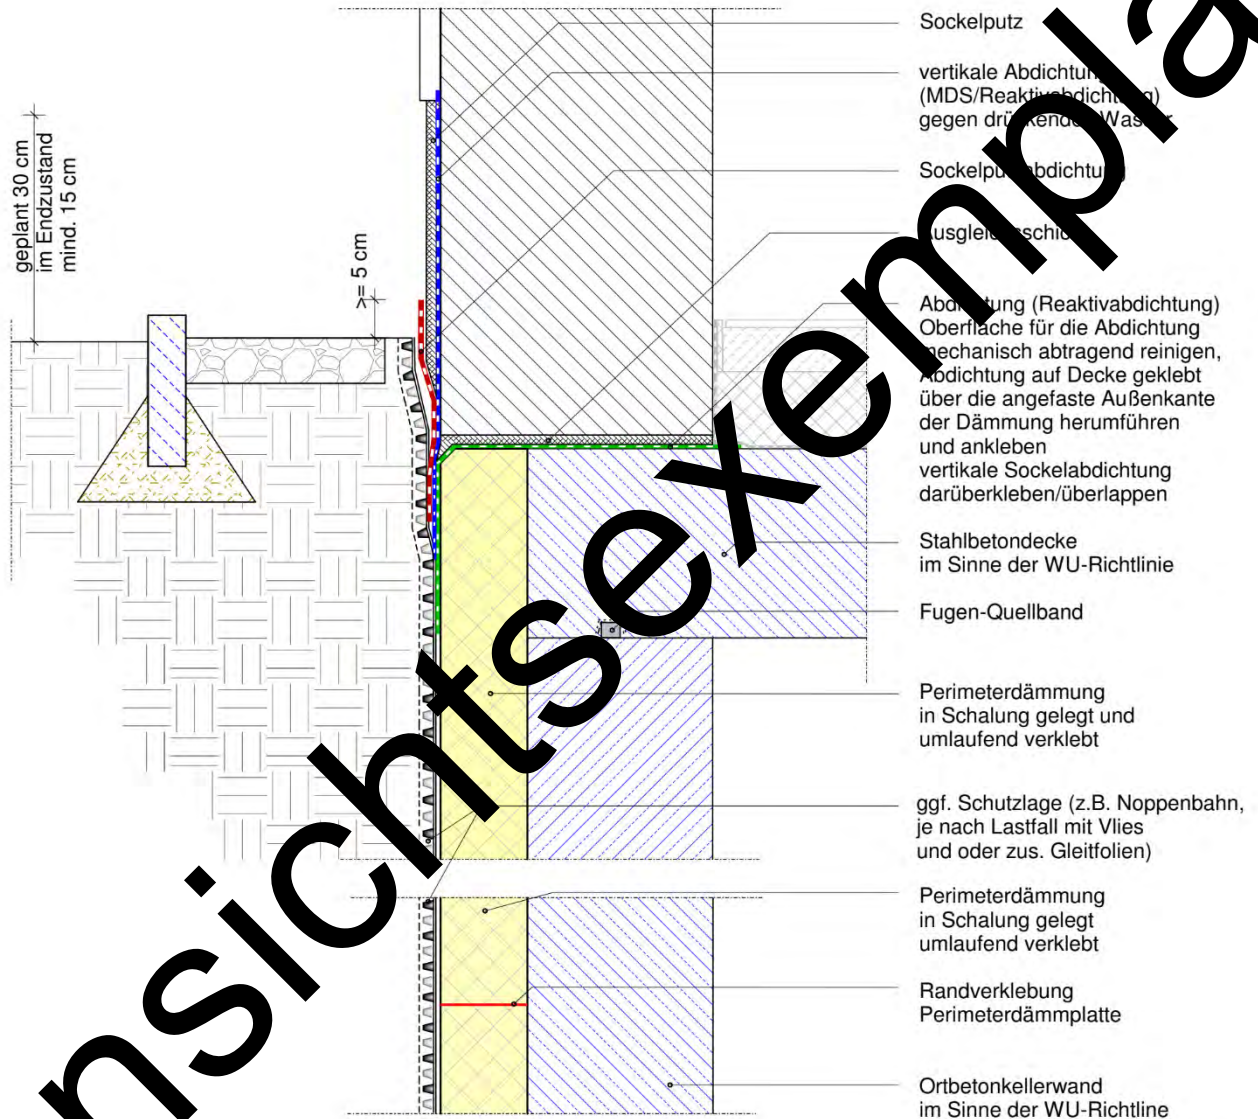 Sockelputz
vertikale Abdichtung
(MDS/Reaktivabdichtung)
gegen drückendes Wasser
Sockelputzabdichtung
Ausgleichsschicht
Abdichtung (Reaktivabdichtung)
Oberfläche für die Abdichtung
mechanisch abtragend reinigen,
Abdichtung auf Decke geklebt
über die angefaste Außenkante
der Dämmung herumführen
und ankleben
vertikale Sockelabdichtung
darüberkleben/überlappen
Stahlbetondecke
im Sinne der WU-Richtlinie
Fugen-Quellband
Perimeterdämmung
in Schalung gelegt und
umlaufend verklebt
ggf. Schutzlage (z.B. Noppenbahn,
je nach Lastfall mit Vlies
und oder zus. Gleitfolien)
Perimeterdämmung
in Schalung gelegt
umlaufend verklebt
Randverklebung
Perimeterdämmplatte
Ortbetonkellerwand
im Sinne der WU-Richtline
geplant 30 cm
im Endzustand
mind. 15 cm
>= 5 cm
nsichtsexempla